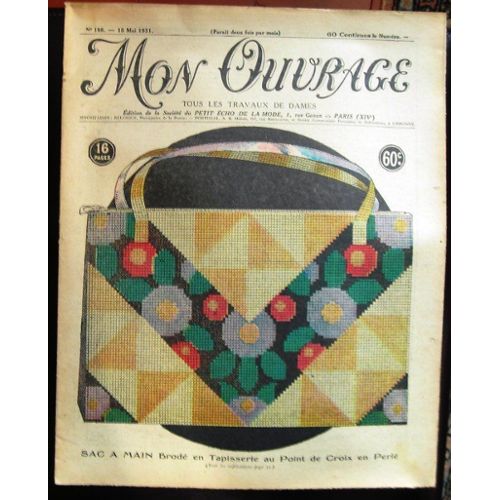 15 Mai 1931. (Paraît deux fois par mois) 60 Centimes le Numéro.
MON OUVRAGE
TOUS LES TRAVAUX DE DAMES
Édition de la Société du PETIT ÉCHO DE LA MODE, 1, rue Gazan — PARIS (XIVᵉ)
16
PAGES
60c
SAC A MAIN Brodé en Tapisserie au Point de Croix en Perlé